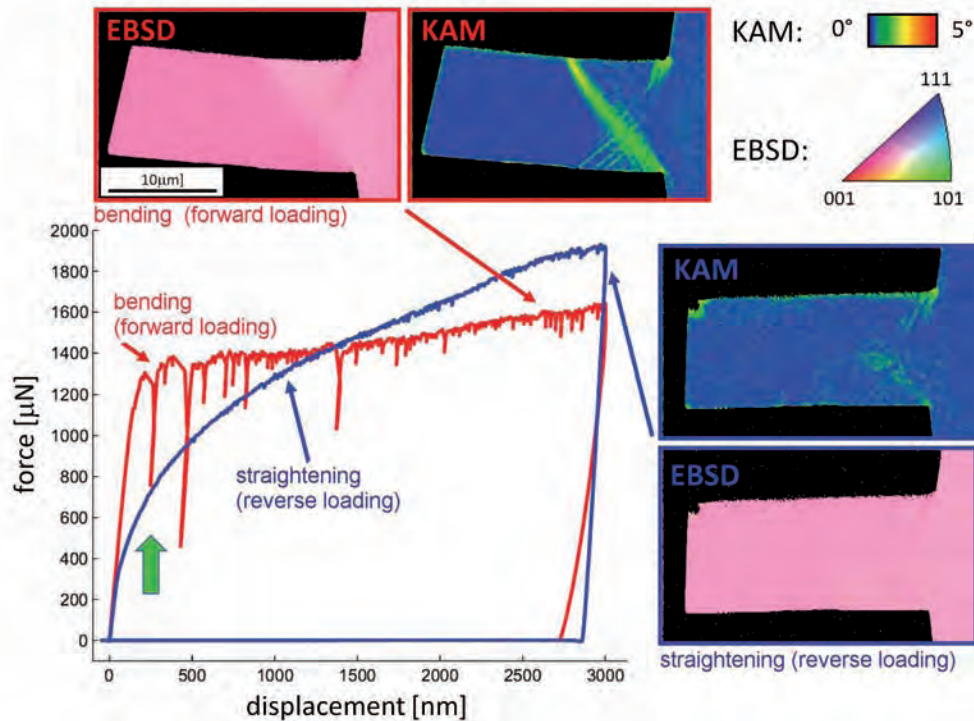 EBSD
KAM
KAM: 0° 5°
10µm]
111
EBSD:
001 101
bending (forward loading)
2000
1800
1600
1400
1200
1000
800
600
400
200
0
force [µN]
bending
(forward loading)
straightening
(reverse loading)
0 500 1000 1500 2000 2500 3000
displacement [nm]
KAM
EBSD
straightening (reverse loading)